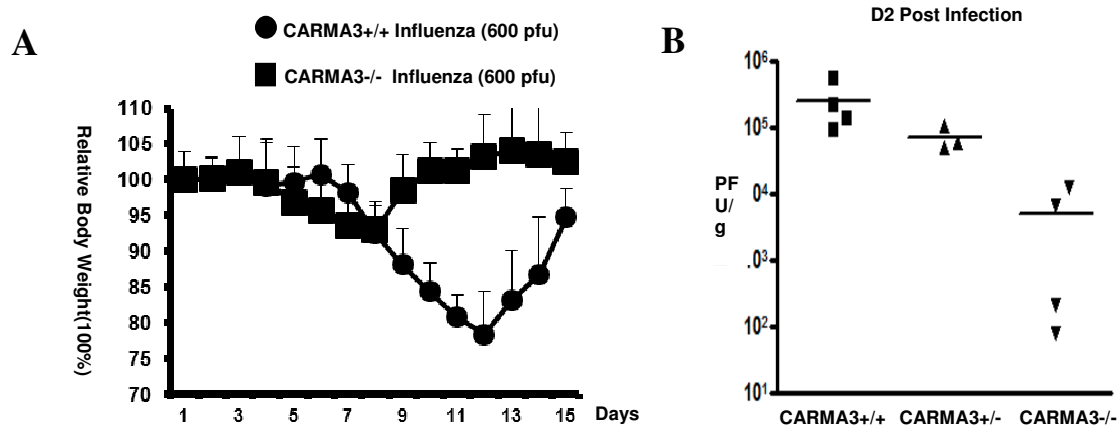 A
CARMA3+/+ Influenza (600 pfu)
CARMA3-/- Influenza (600 pfu)
Relative Body Weight(100%)
110
105
100
95
90
85
80
75
70
1 3 5 7 9 11 13 15 Days
B
D2 Post Infection
PF
U/
g
10⁶
10⁵
0⁴
.0³
10²
10¹
CARMA3+/+ CARMA3+/- CARMA3-/-